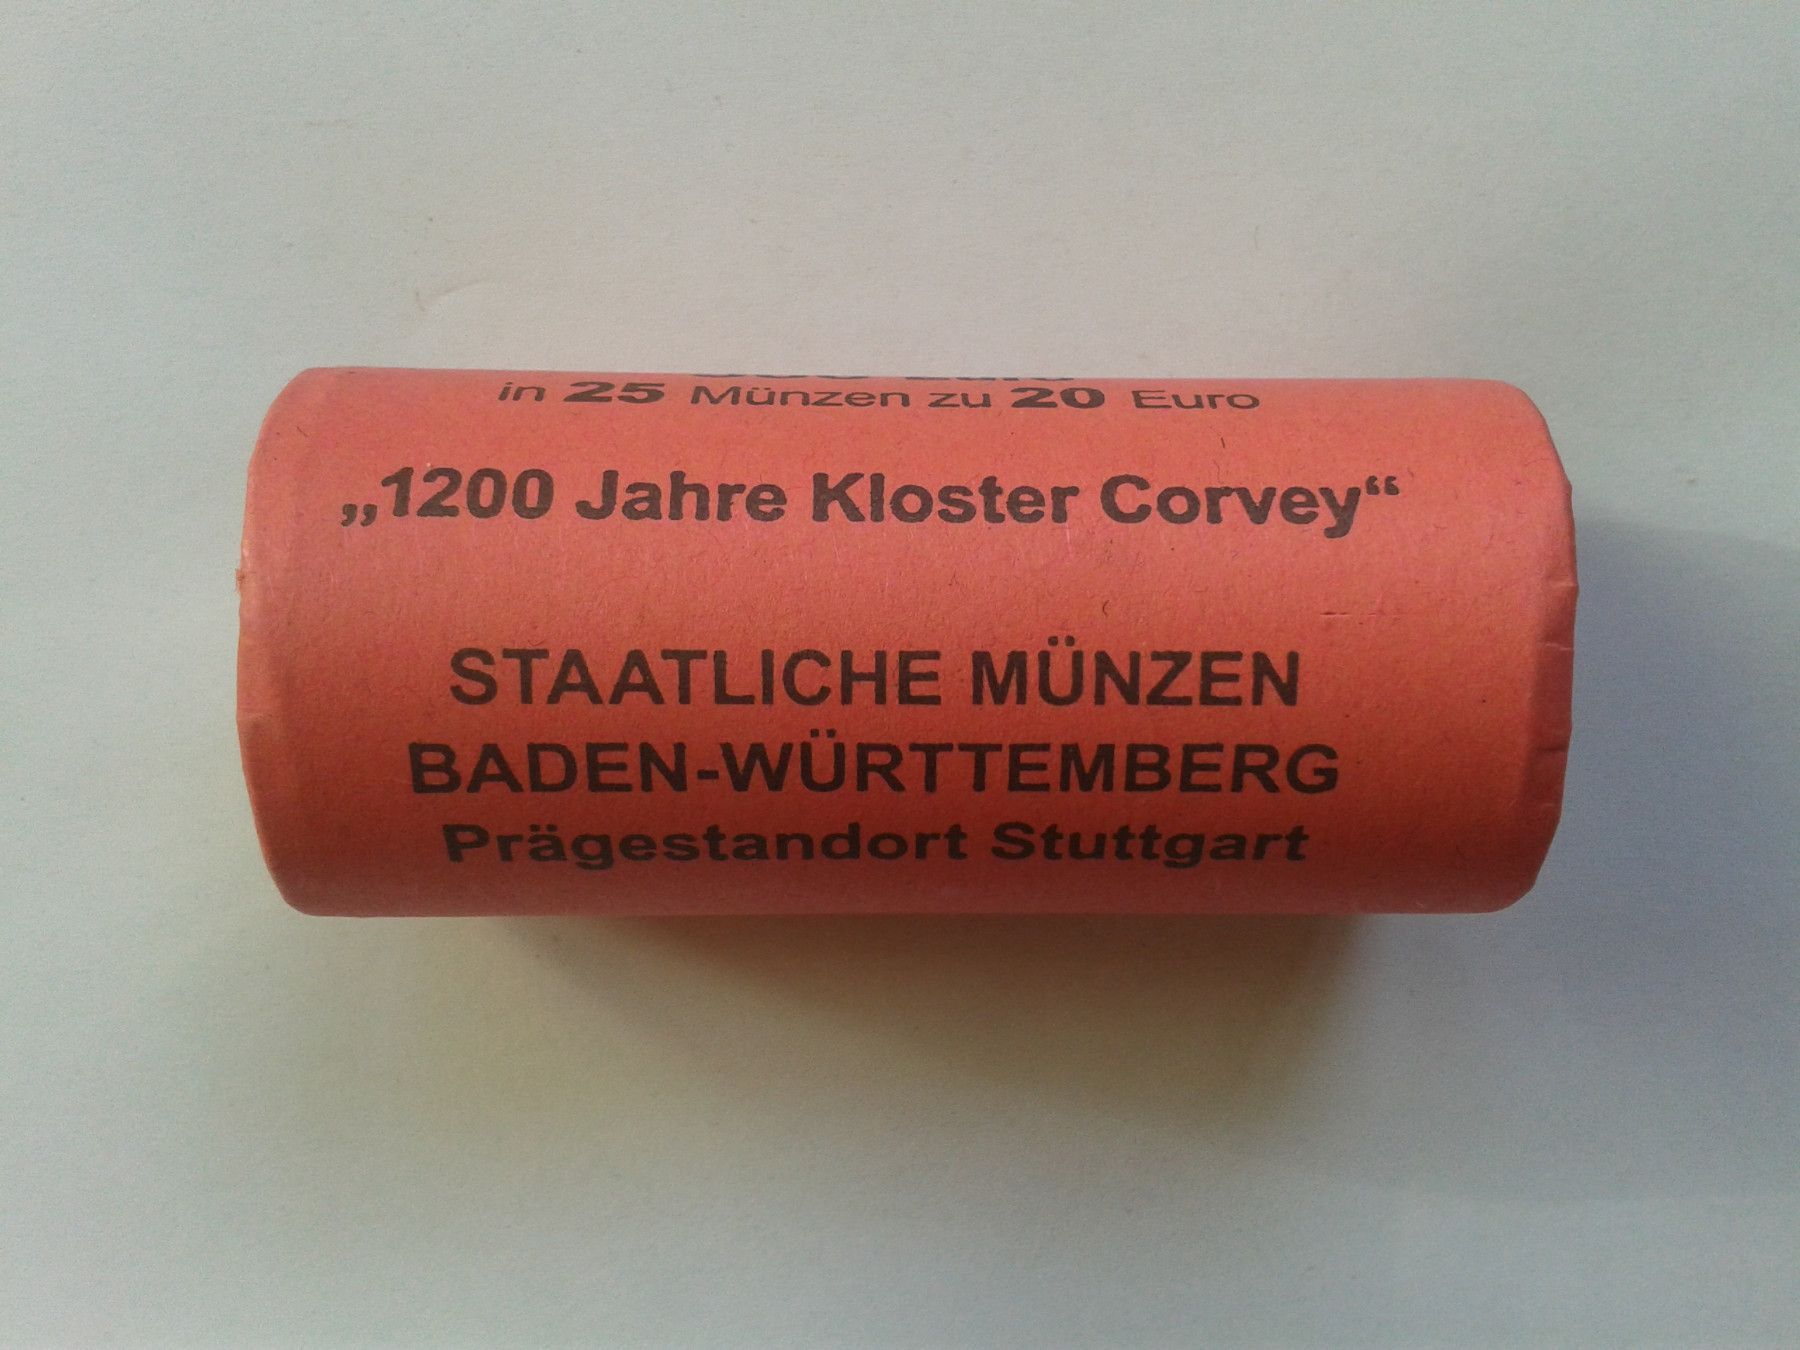 in 25 Münzen zu 20 Euro
„1200 Jahre Kloster Corvey“
STAATLICHE MÜNZEN
BADEN-WÜRTTEMBERG
Prägestandort Stuttgart